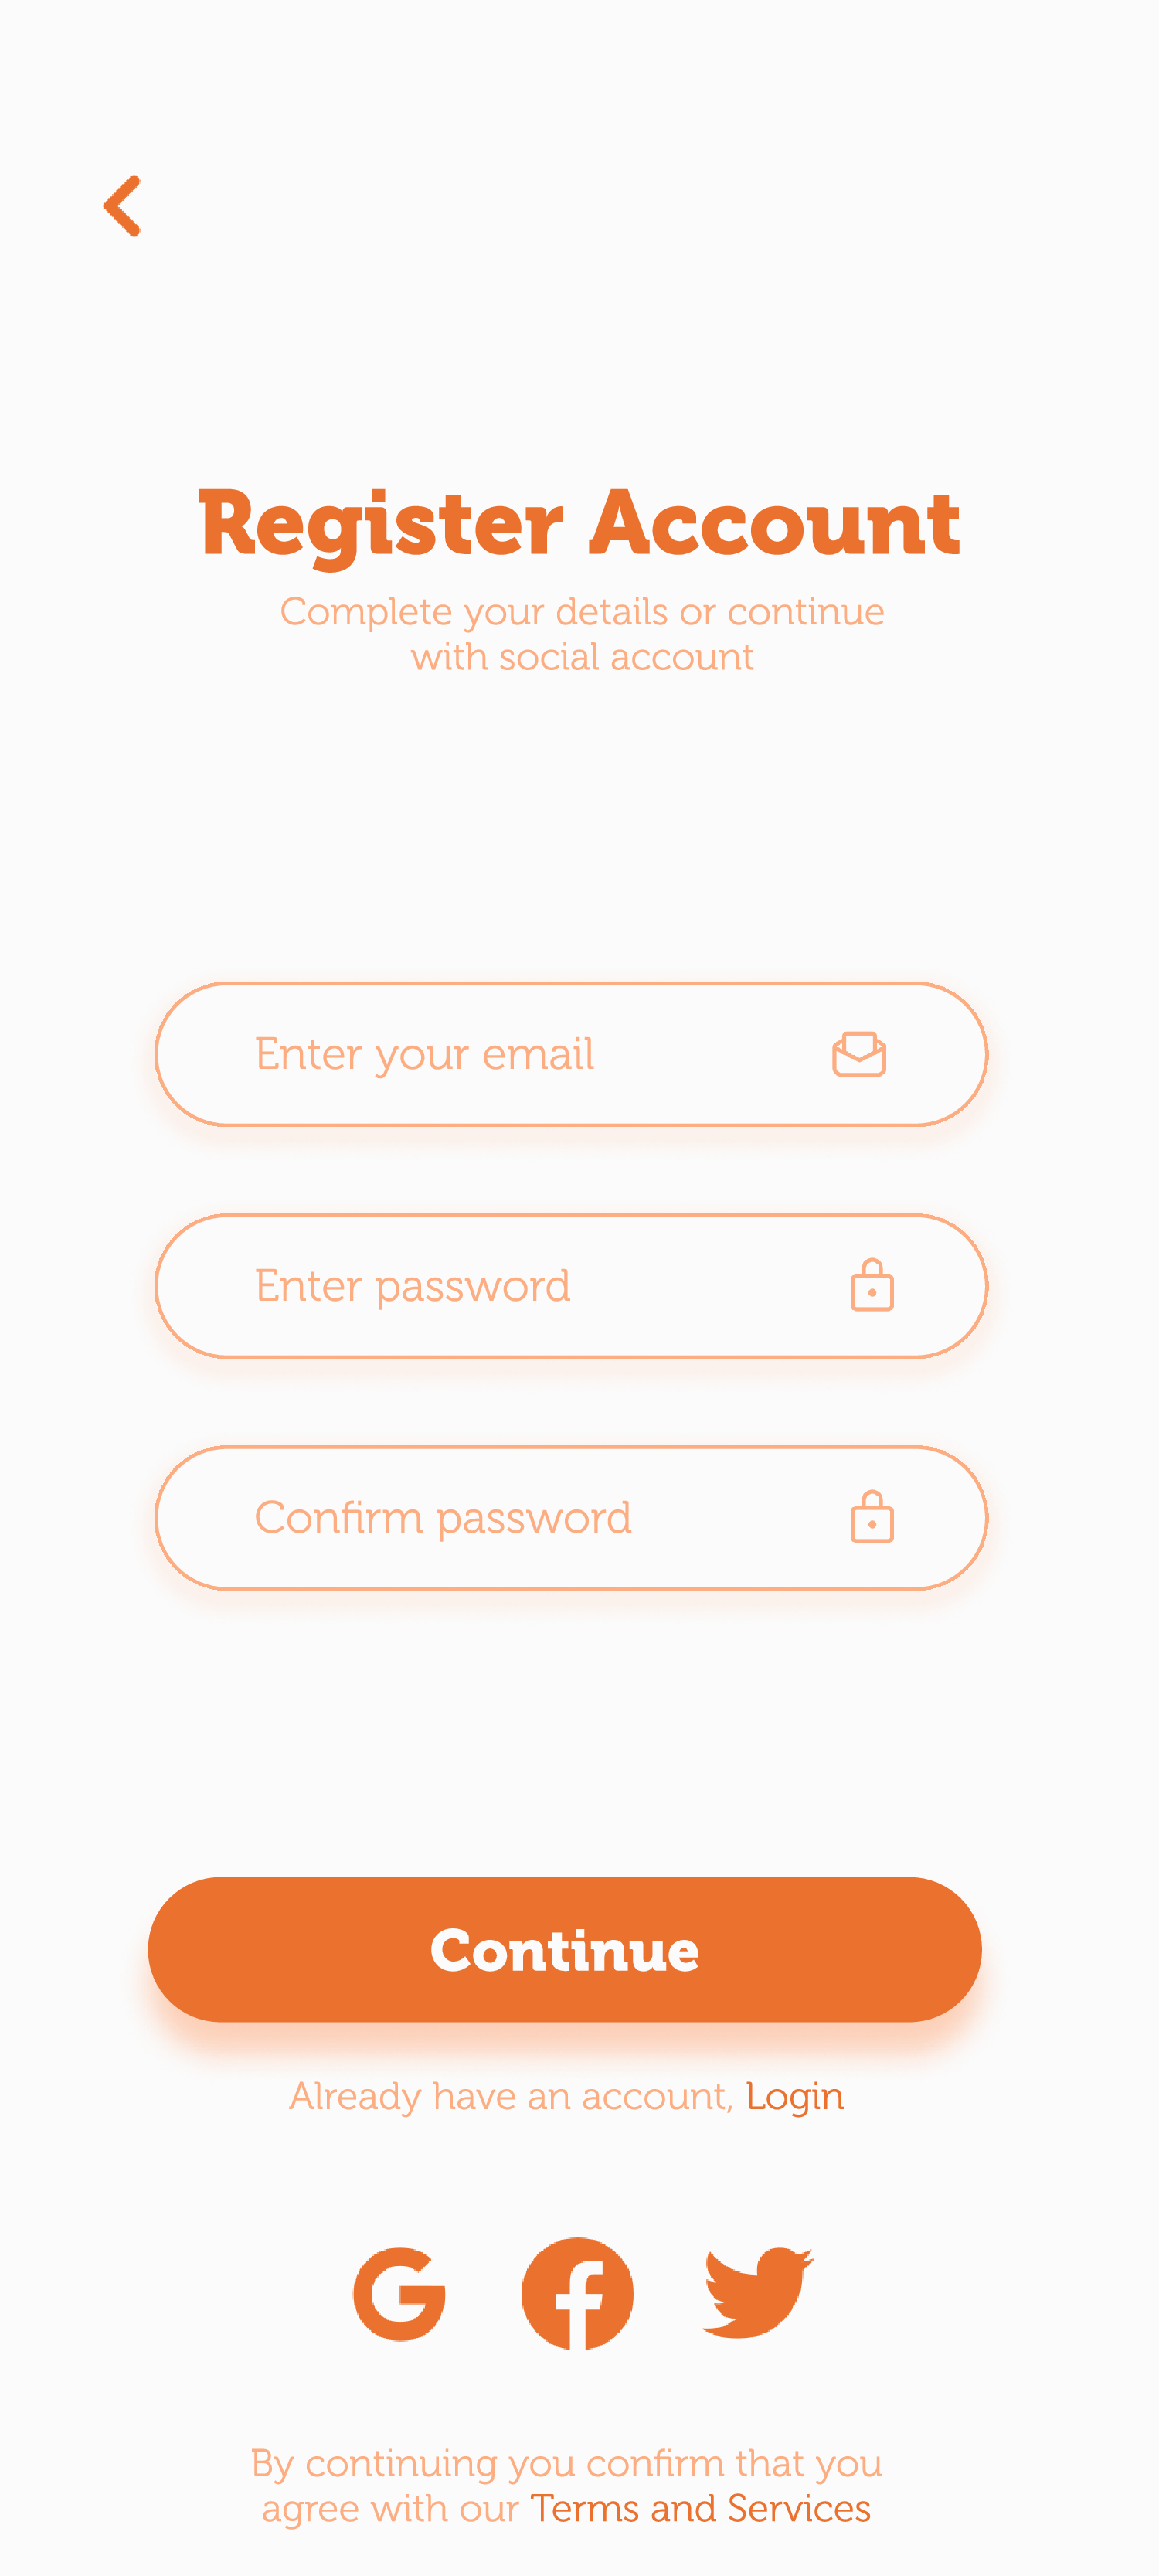 Register Account
Complete your details or continue
with social account
Enter your email
Enter password
Confirm password
Continue
Already have an account, Login
By continuing you confirm that you
agree with our Terms and Services